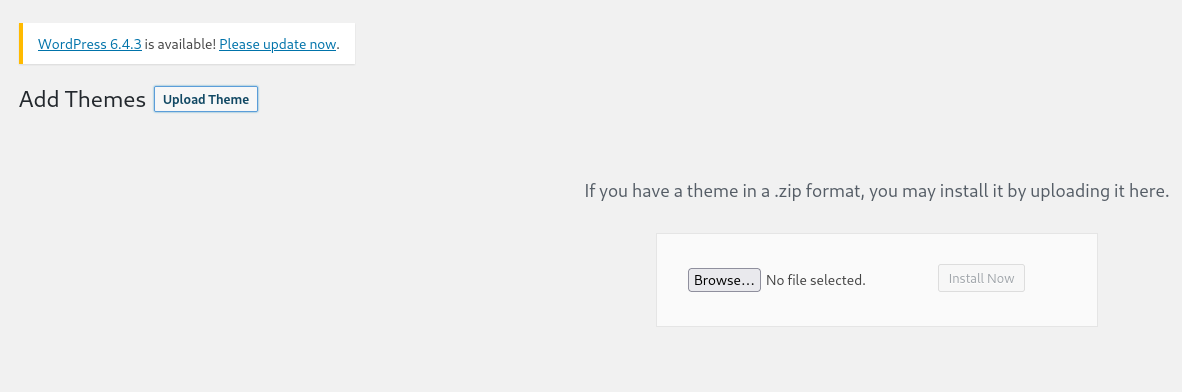 WordPress 6.4.3 is available! Please update now.
Add Themes Upload Theme
If you have a theme in a .zip format, you may install it by uploading it here.
Browse... No file selected. Install Now